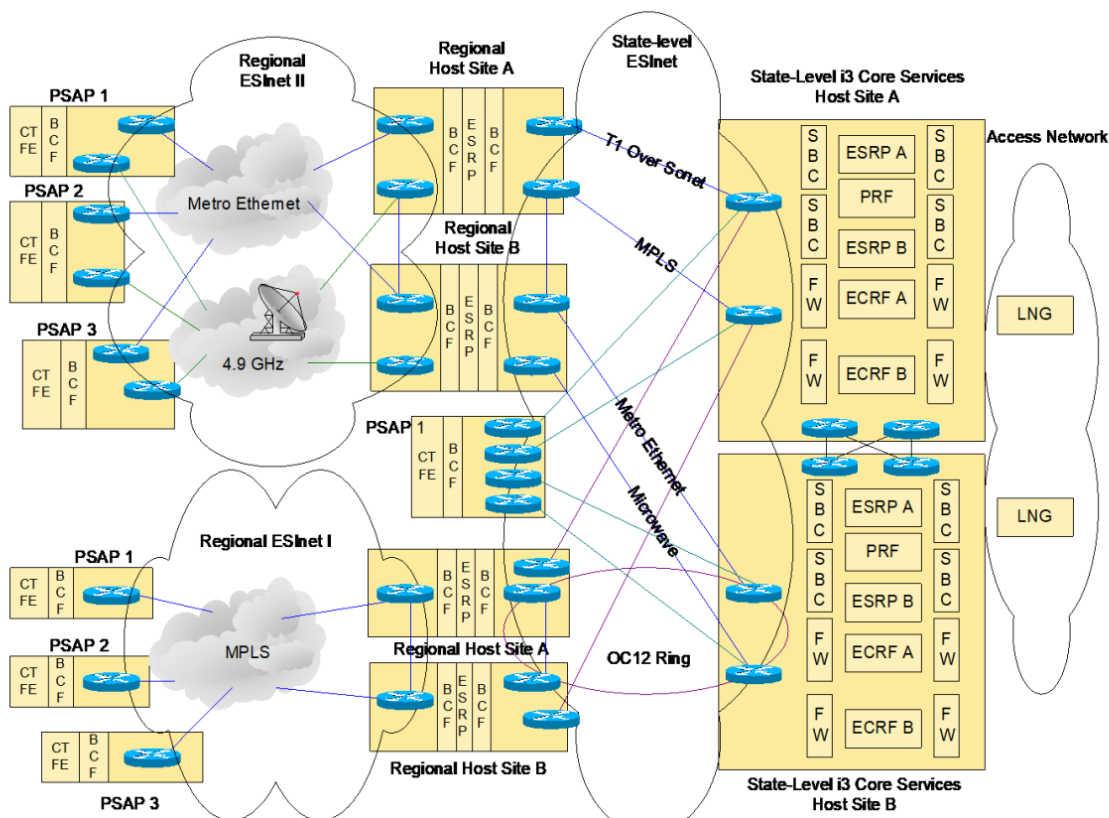 Regional
ESInet II
Regional
Host Site A
State-level
ESInet
State-Level i3 Core Services
Host Site A
Access Network
PSAP 1
CT
FE
B
C
F
PSAP 2
CT
FE
B
C
F
PSAP 3
CT
FE
B
C
F
Metro Ethernet
4.9 GHz
B
C
F
E
S
R
P
B
C
F
Regional
Host Site B
B
C
F
E
S
R
P
B
C
F
T1 Over Sonet
MPLS
Metro Ethernet
Microwave
S
B
C
S
B
C
F
W
F
W
ESRP A
PRF
ESRP B
ECRF A
ECRF B
S
B
C
S
B
C
F
W
F
W
LNG
LNG
PSAP 1
CT
FE
B
C
F
Regional ESInet I
PSAP 1
CT
FE
B
C
F
PSAP 2
CT
FE
B
C
F
PSAP 3
CT
FE
B
C
F
MPLS
B
C
F
E
S
R
P
B
C
F
Regional Host Site A
B
C
F
E
S
R
P
B
C
F
Regional Host Site B
OC12 Ring
S
B
C
S
B
C
F
W
F
W
ESRP A
PRF
ESRP B
ECRF A
ECRF B
S
B
C
S
B
C
F
W
F
W
State-Level i3 Core Services
Host Site B